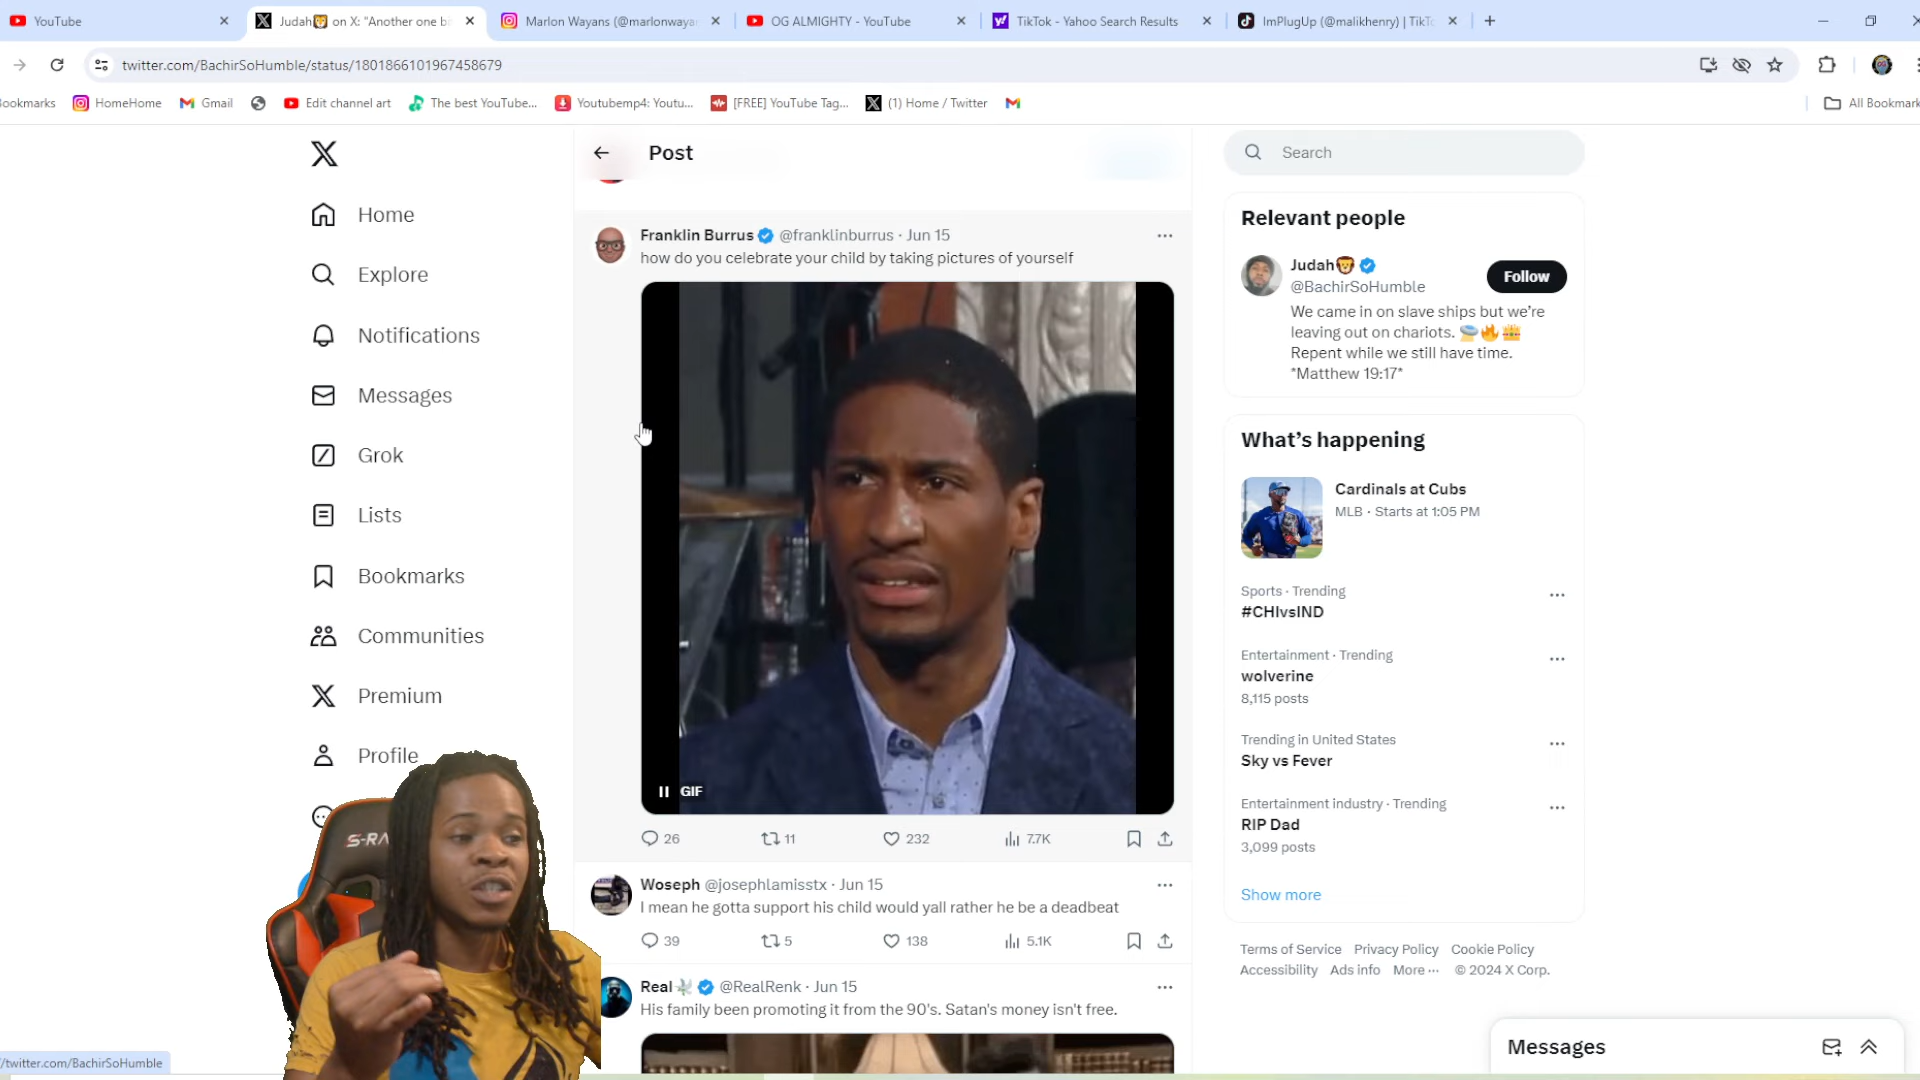 YouTube
Judah🦁 on X: "Another one bi
Marlon Wayans (@marlonwaya
OG ALMIGHTY - YouTube
TikTok - Yahoo Search Results
ImPlugUp (@malikhenry) | TikTo
twitter.com/BachirSoHumble/status/1801866101967458679
Bookmarks
HomeHome
Gmail
Edit channel art
The best YouTube...
Youtubemp4: Youtu...
[FREE] YouTube Tag...
(1) Home / Twitter
All Bookmark
Home
Explore
Notifications
Messages
Grok
Lists
Bookmarks
Communities
Premium
Profile
S-RA
Post
Franklin Burrus @franklinburrus · Jun 15
how do you celebrate your child by taking pictures of yourself
GIF
26 11 232 7.7K
Woseph @josephlamisstx · Jun 15
I mean he gotta support his child would yall rather he be a deadbeat
39 5 138 5.1K
Real🕊 @RealRenk · Jun 15
His family been promoting it from the 90's. Satan's money isn't free.
Search
Relevant people
Judah🦁
@BachirSoHumble
Follow
We came in on slave ships but we're
leaving out on chariots. 🔥👑
Repent while we still have time.
*Matthew 19:17*
What's happening
Cardinals at Cubs
MLB · Starts at 1:05 PM
Sports · Trending
#CHIvsIND
Entertainment · Trending
wolverine
8,115 posts
Trending in United States
Sky vs Fever
Entertainment industry · Trending
RIP Dad
3,099 posts
Show more
Terms of Service Privacy Policy Cookie Policy
Accessibility Ads info More ··· © 2024 X Corp.
Messages
/twitter.com/BachirSoHumble